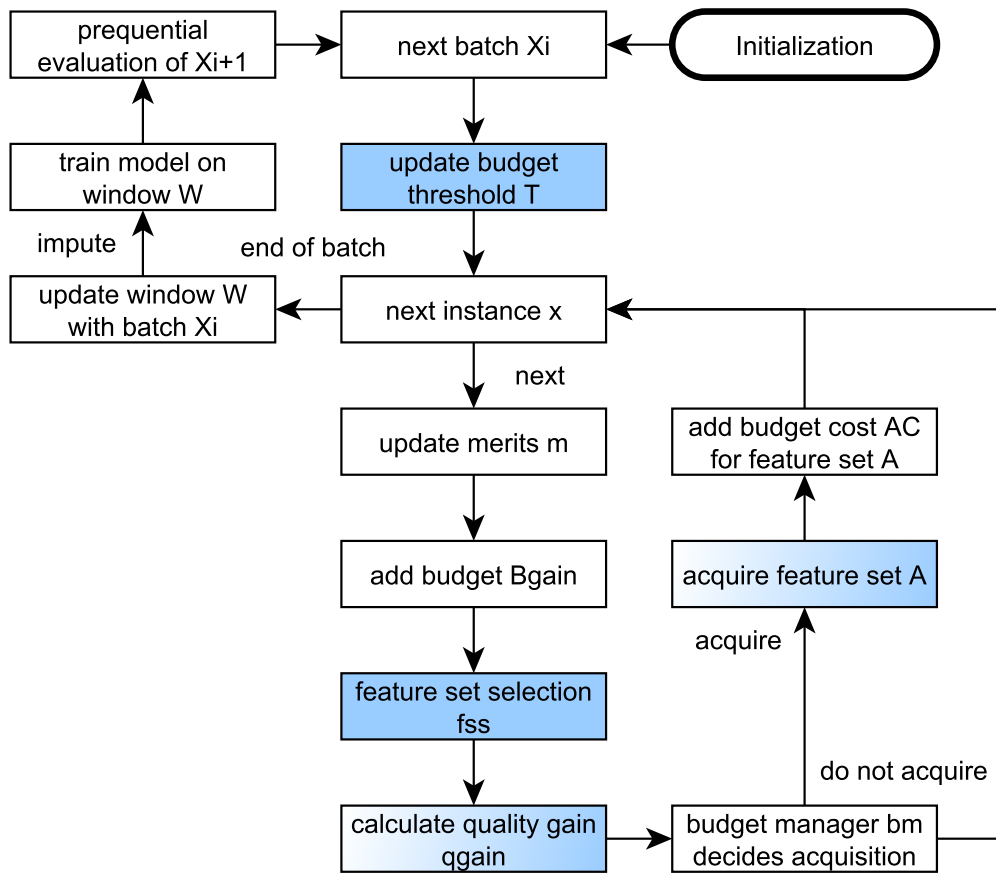 prequential
evaluation of Xi+1
next batch Xi
Initialization
train model on
window W
update budget
threshold T
impute
end of batch
update window W
with batch Xi
next instance x
next
update merits m
add budget cost AC
for feature set A
add budget Bgain
acquire feature set A
acquire
feature set selection
fss
do not acquire
calculate quality gain
qgain
budget manager bm
decides acquisition